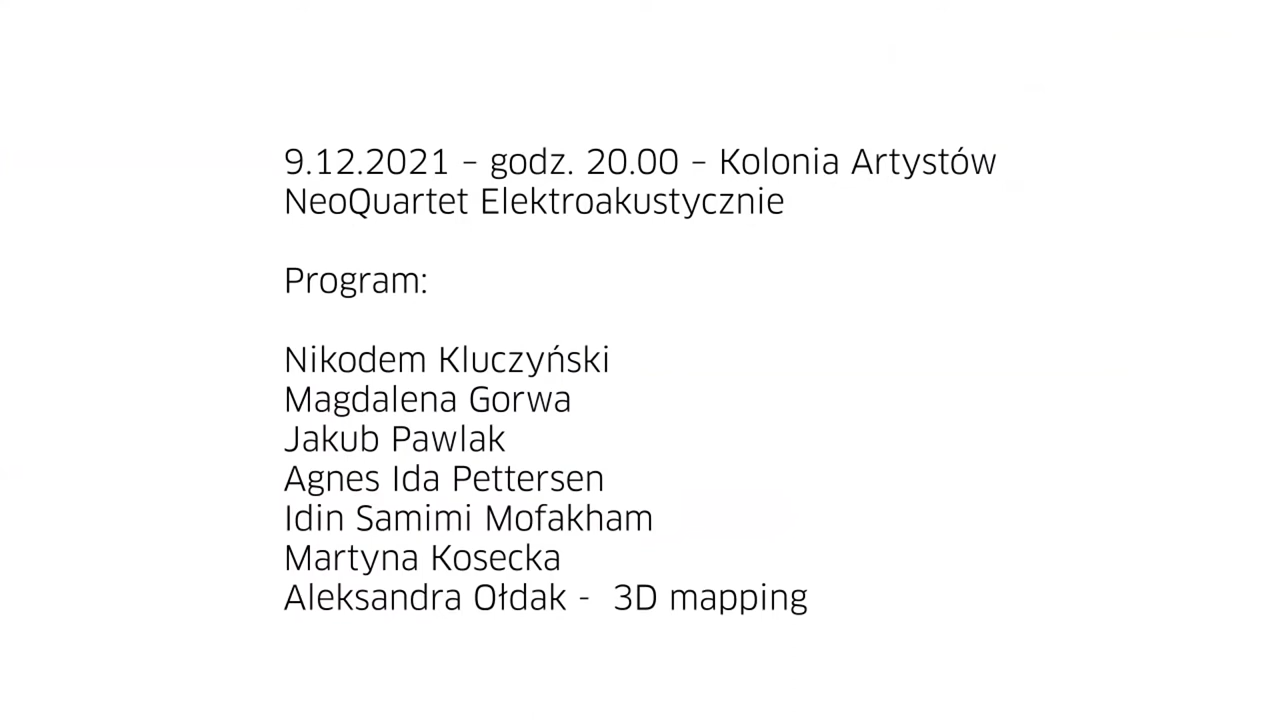 9.12.2021 – godz. 20.00 – Kolonia Artystów
NeoQuartet Elektroakustycznie
Program:
Nikodem Kluczyński
Magdalena Gorwa
Jakub Pawlak
Agnes Ida Pettersen
Idin Samimi Mofakham
Martyna Kosecka
Aleksandra Ołdak -  3D mapping